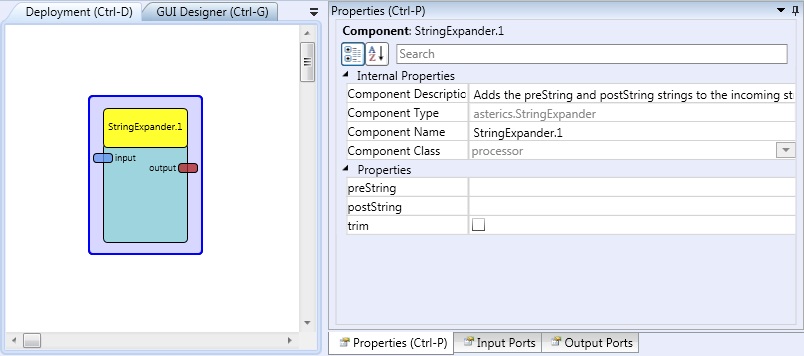 Deployment (Ctrl-D)
GUI Designer (Ctrl-G)
StringExpander.1
input
output
Properties (Ctrl-P)
Component: StringExpander.1
A
Z
Search
Internal Properties
Component Descriptio
Adds the preString and postString strings to the incoming st
Component Type
asterics.StringExpander
Component Name
StringExpander.1
Component Class
processor
Properties
preString
postString
trim
Properties (Ctrl-P)
Input Ports
Output Ports